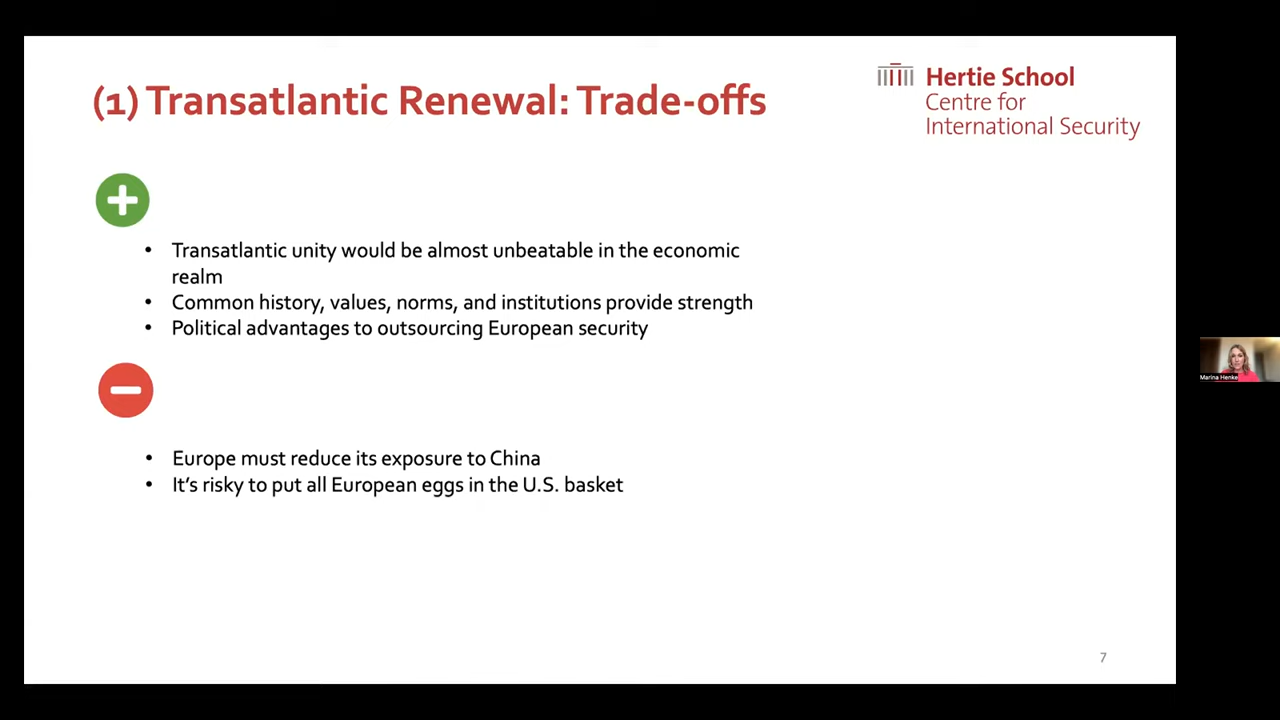 (1) Transatlantic Renewal: Trade-offs
Hertie School
Centre for
International Security
• Transatlantic unity would be almost unbeatable in the economic
realm
• Common history, values, norms, and institutions provide strength
• Political advantages to outsourcing European security
• Europe must reduce its exposure to China
• It's risky to put all European eggs in the U.S. basket
Marina Henke
7